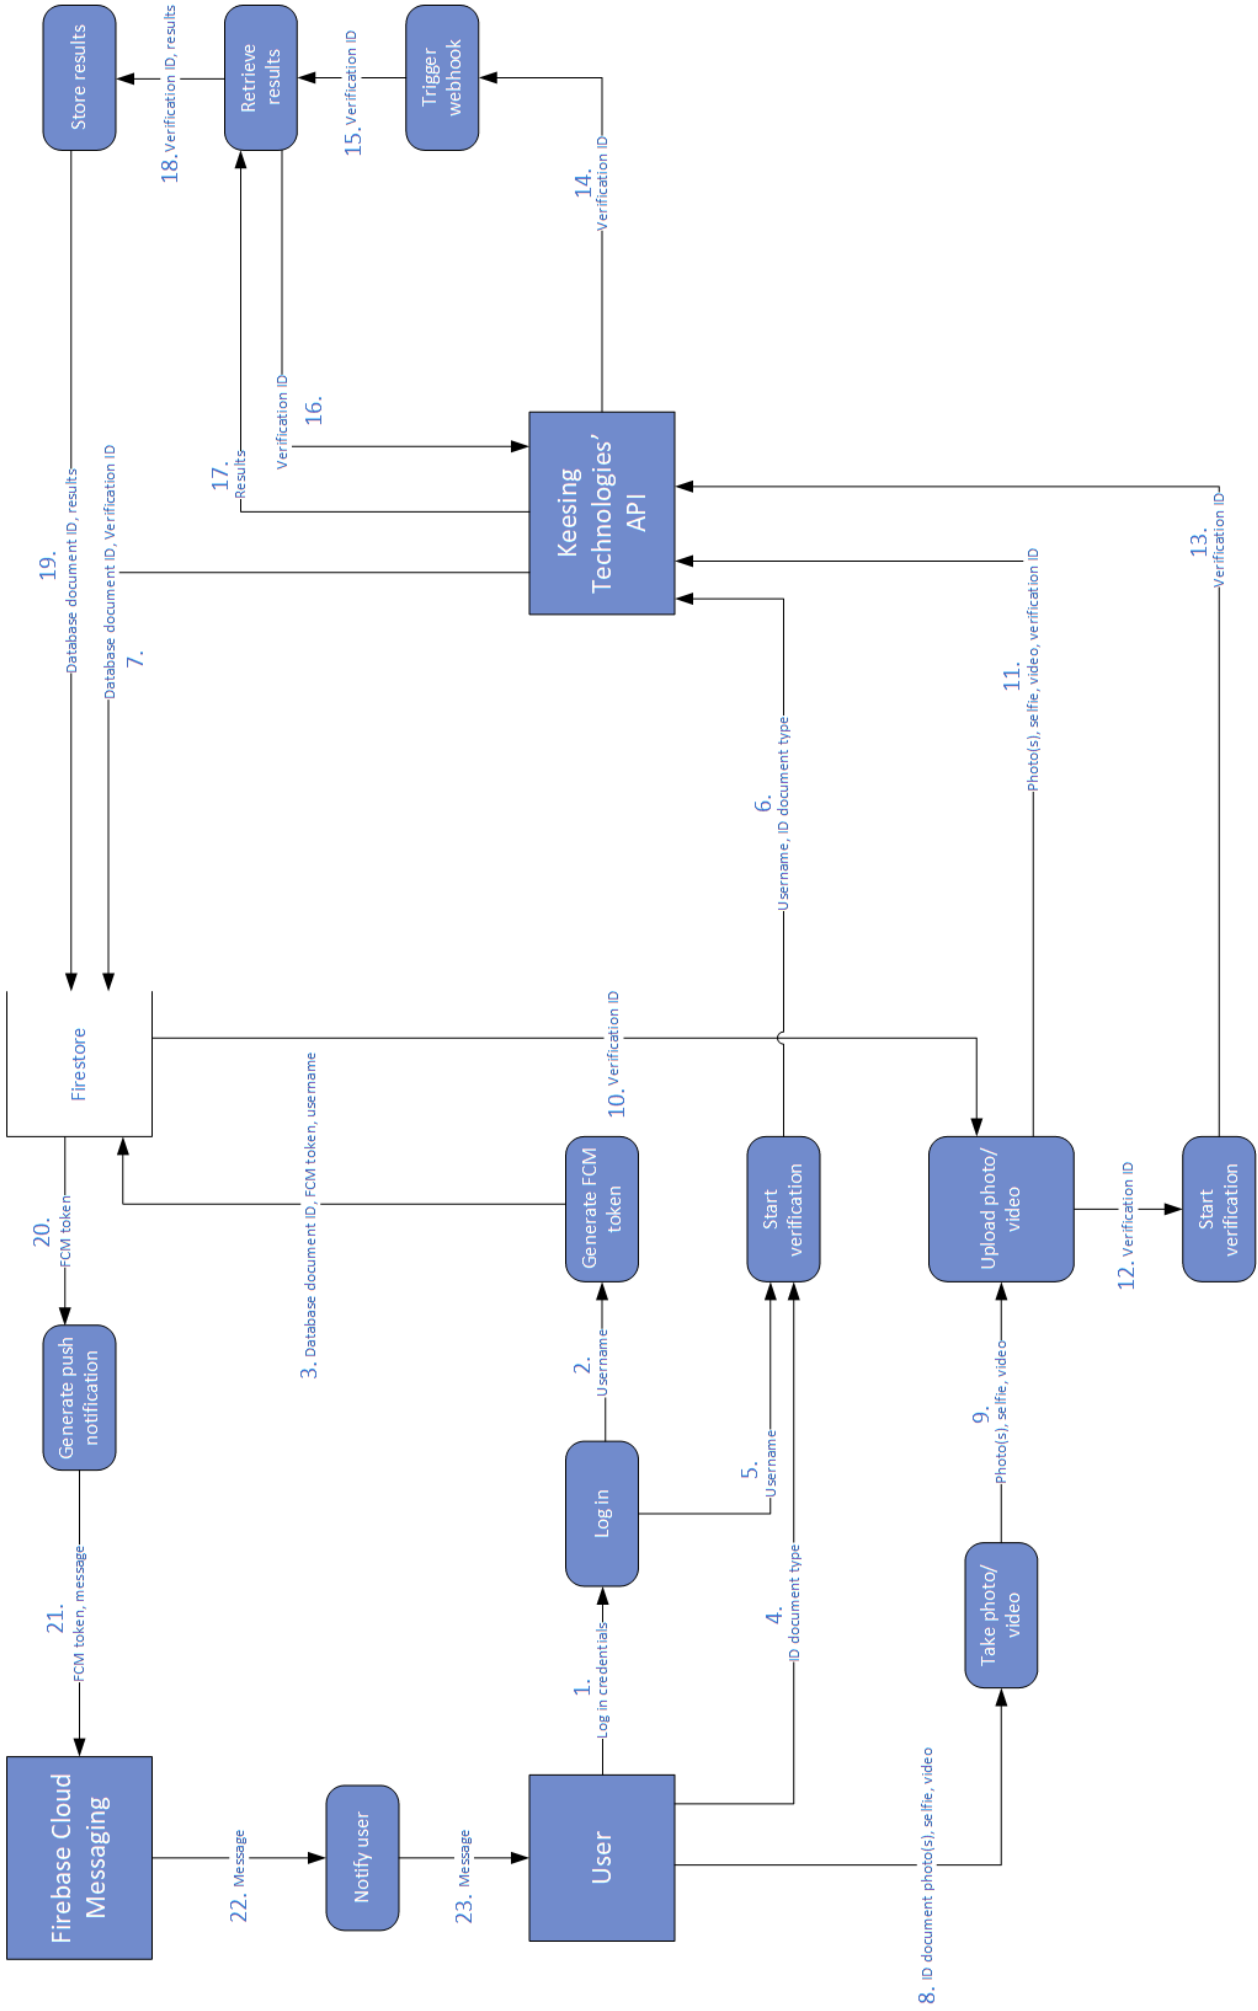 Firebase Cloud
Messaging
21.
FCM token, message
Generate push
notification
20.
FCM token
Firestore
19.
Database document ID, results
Database document ID, Verification ID
7.
Store results
18. Verification ID, results
22. Message
Notify user
23. Message
3. Database document ID, FCM token, username
17.
Results
Verification ID
16.
Retrieve
results
15. Verification ID
Trigger
webhook
User
1.
Log in credentials
Log in
2.
Username
Generate FCM
token
10. Verification ID
Keesing
Technologies’
API
14.
Verification ID
5.
Username
4.
ID document type
Start
verification
6.
Username, ID document type
8. ID document photo(s), selfie, video
Take photo/
video
9.
Photo(s), selfie, video
Upload photo/
video
11.
Photo(s), selfie, video, verification ID
12. Verification ID
Start
verification
13.
Verification ID